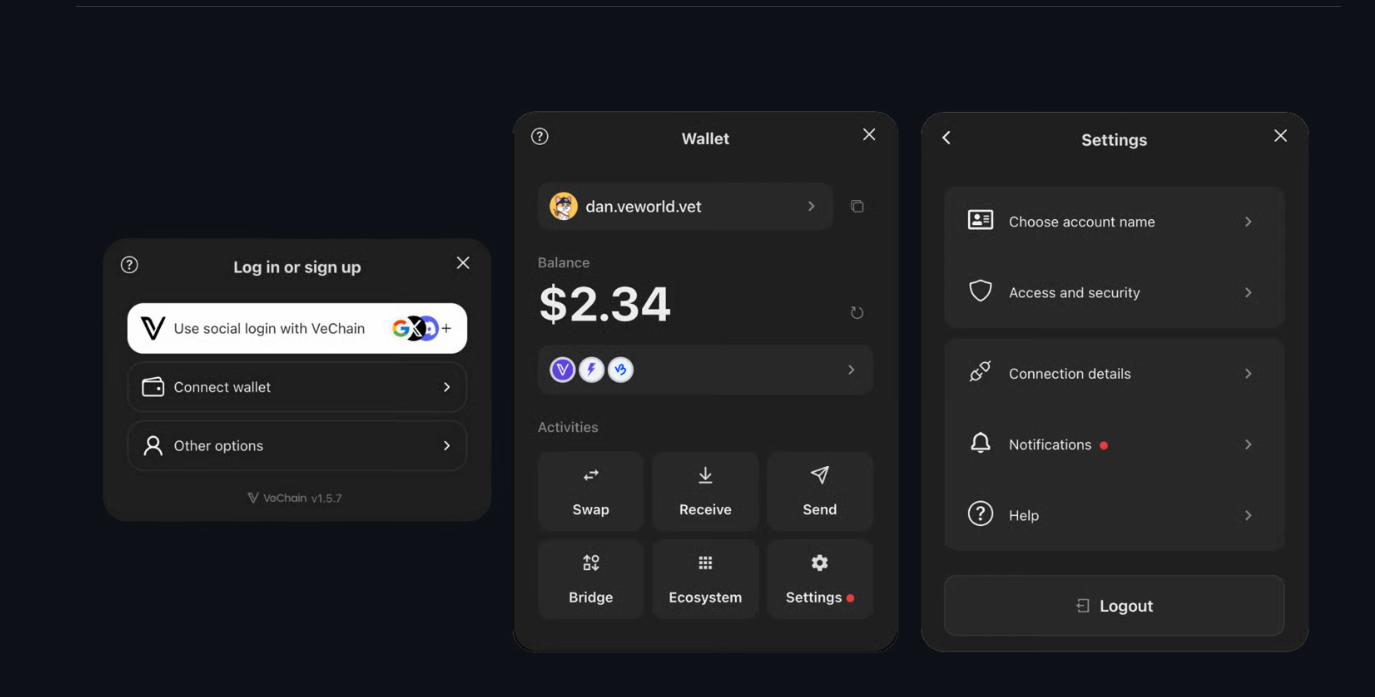 Log in or sign up
Use social login with VeChain
Connect wallet
Other options
VeChain v1.5.7
Wallet
dan.veworld.vet
Balance
$2.34
Activities
Swap
Receive
Send
Bridge
Ecosystem
Settings
Settings
Choose account name
Access and security
Connection details
Notifications
Help
Logout